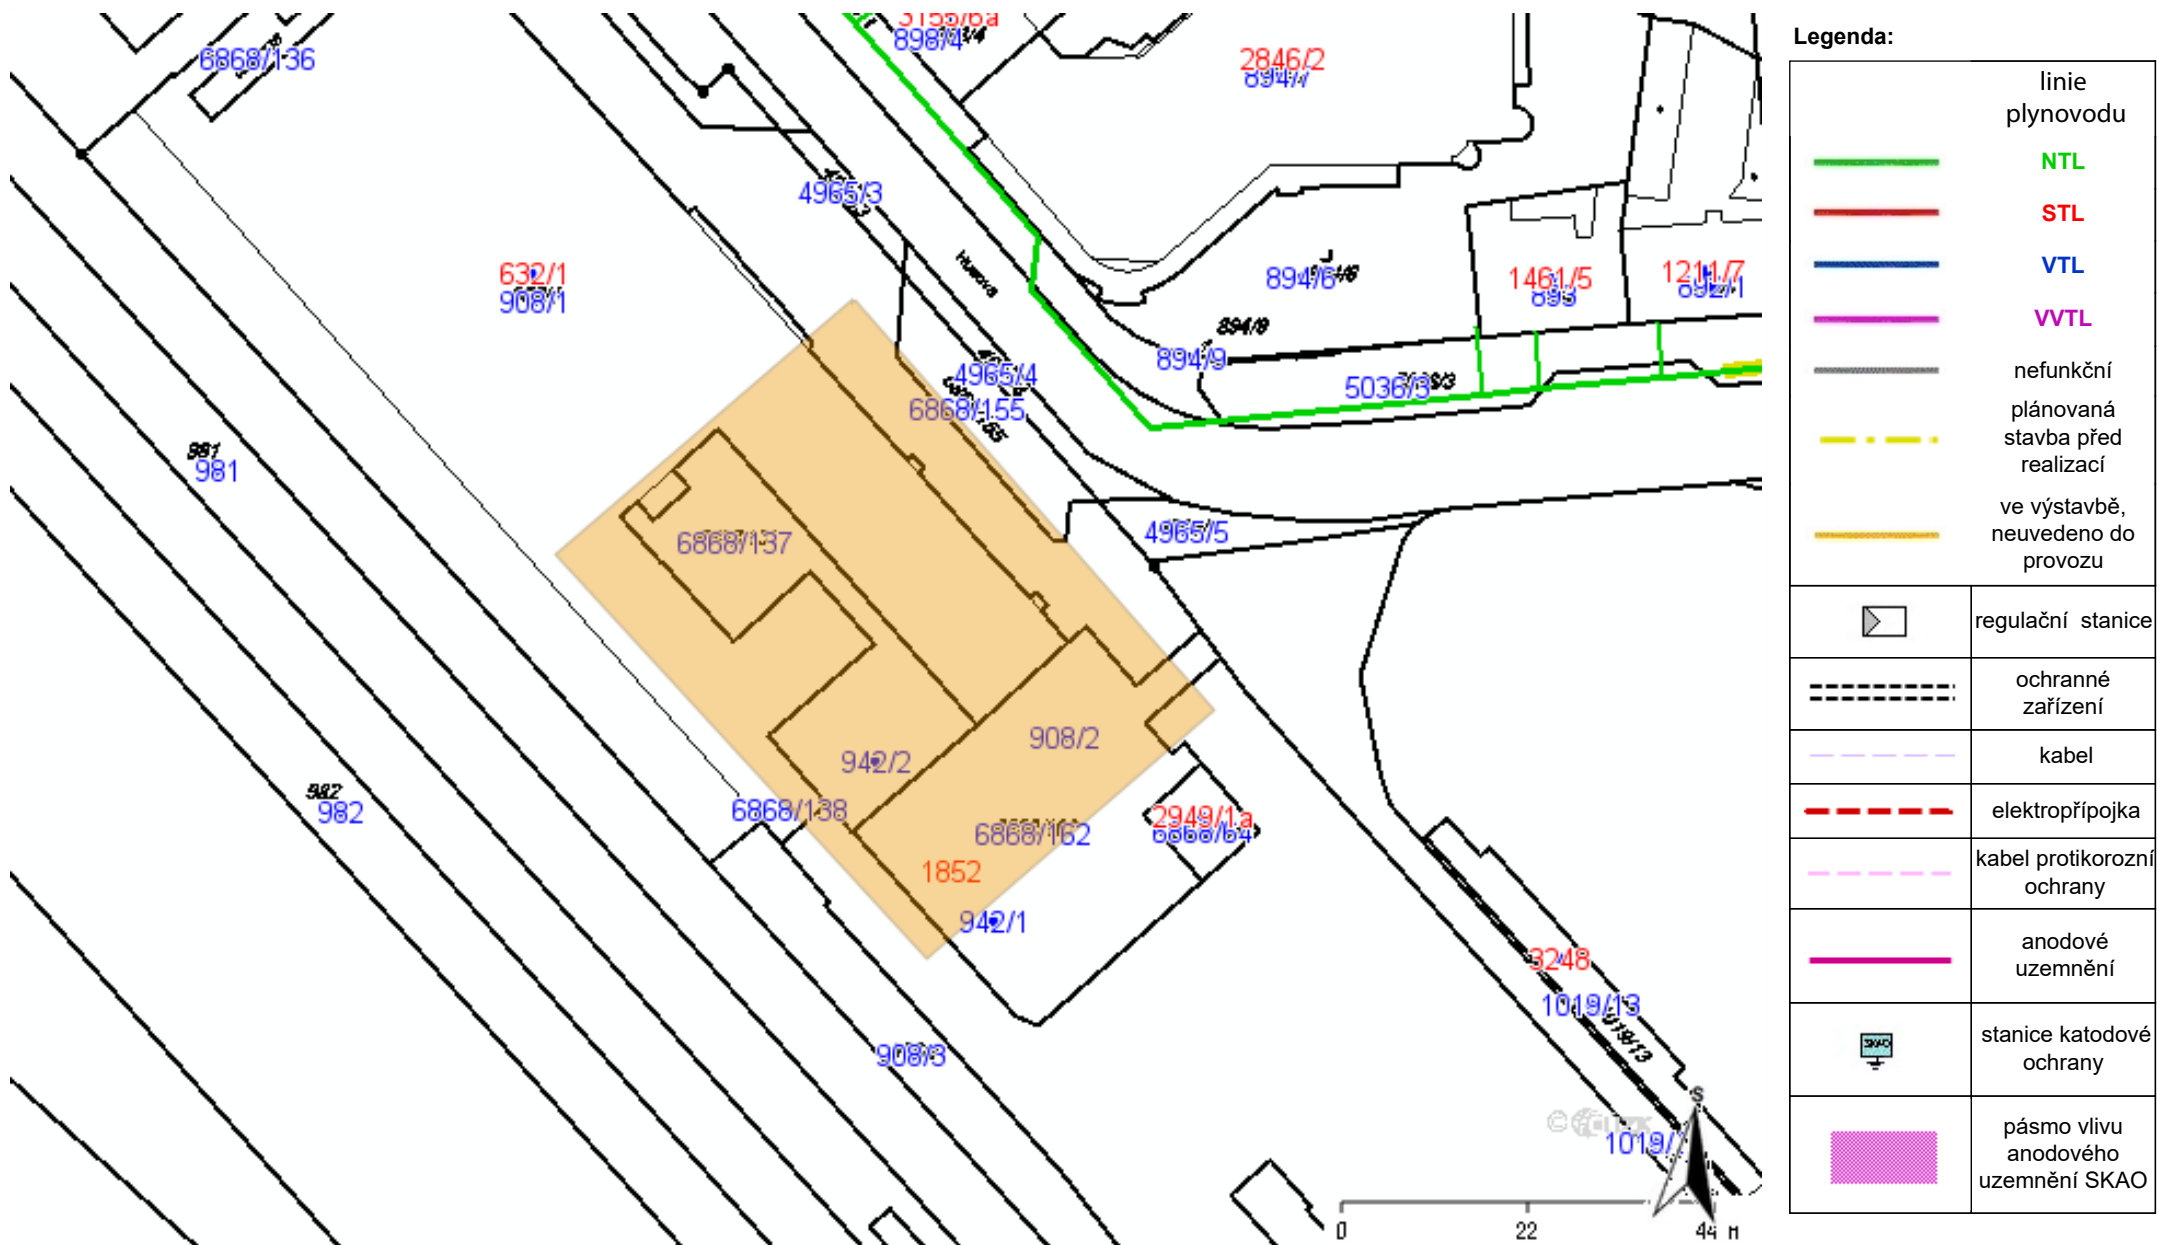 3155/6a
898/4
6868/136
2846/2
894/7
4965/3
632/1
908/1
Husova
894/6
1461/5
893
1211/7
892/1
894/9
894/9
4965/4
5036/3
6868/155
981
981
6868/137
4965/5
908/2
942/2
982
982
6868/138
6868/162
2949/1a
6868/64
1852
942/1
3248
1019/13
1019/13
908/3
1019/
S
0
22
44 M
Legenda:
linie
plynovodu
NTL
STL
VTL
VVTL
nefunkční
plánovaná
stavba před
realizací
ve výstavbě,
neuvedeno do
provozu
regulační stanice
ochranné
zařízení
kabel
elektropřípojka
kabel protikorozní
ochrany
anodové
uzemnění
SKAO
stanice katodové
ochrany
pásmo vlivu
anodového
uzemnění SKAO